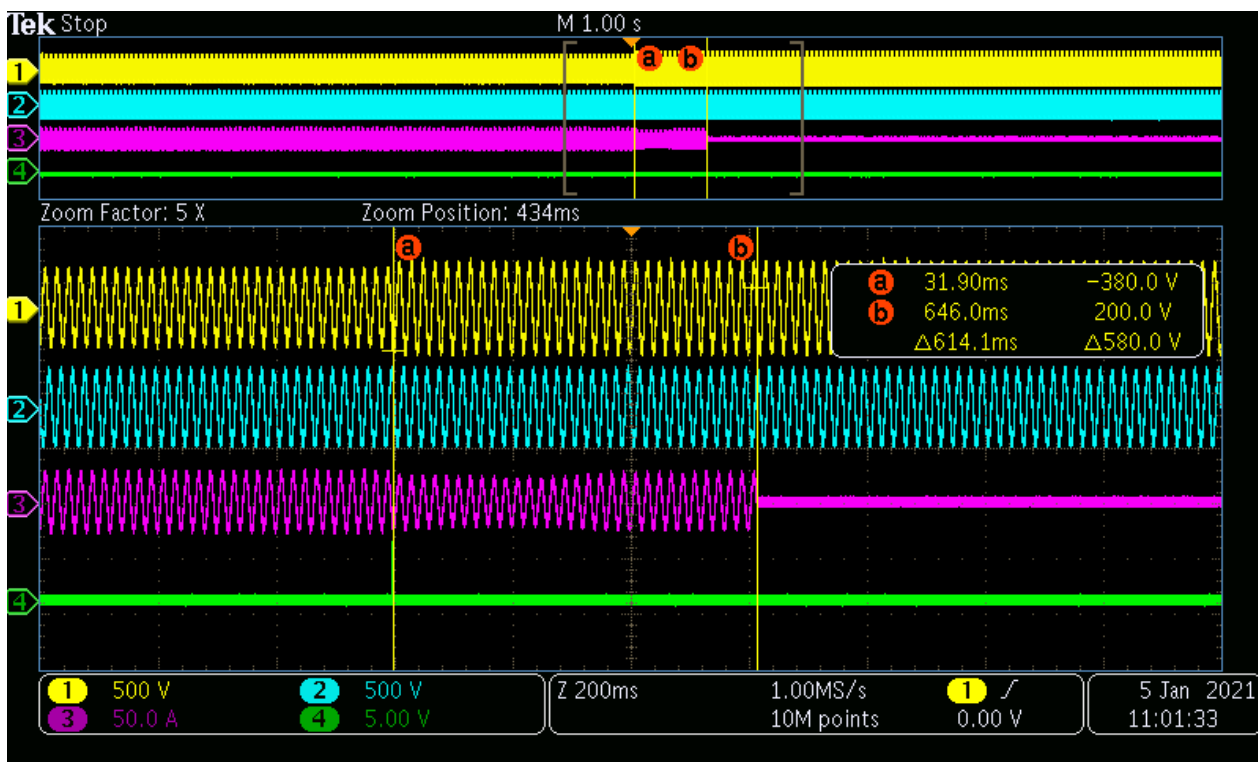 Tek Stop M 1.00 s
a b
1
2
3
4
Zoom Factor: 5 X Zoom Position: 434ms
a b
a 31.90ms −380.0 V
b 646.0ms 200.0 V
Δ614.1ms Δ580.0 V
1
2
3
4
1 500 V 2 500 V Z 200ms 1.00MS/s 1 5 Jan 2021
3 50.0 A 4 5.00 V 10M points 0.00 V 11:01:33